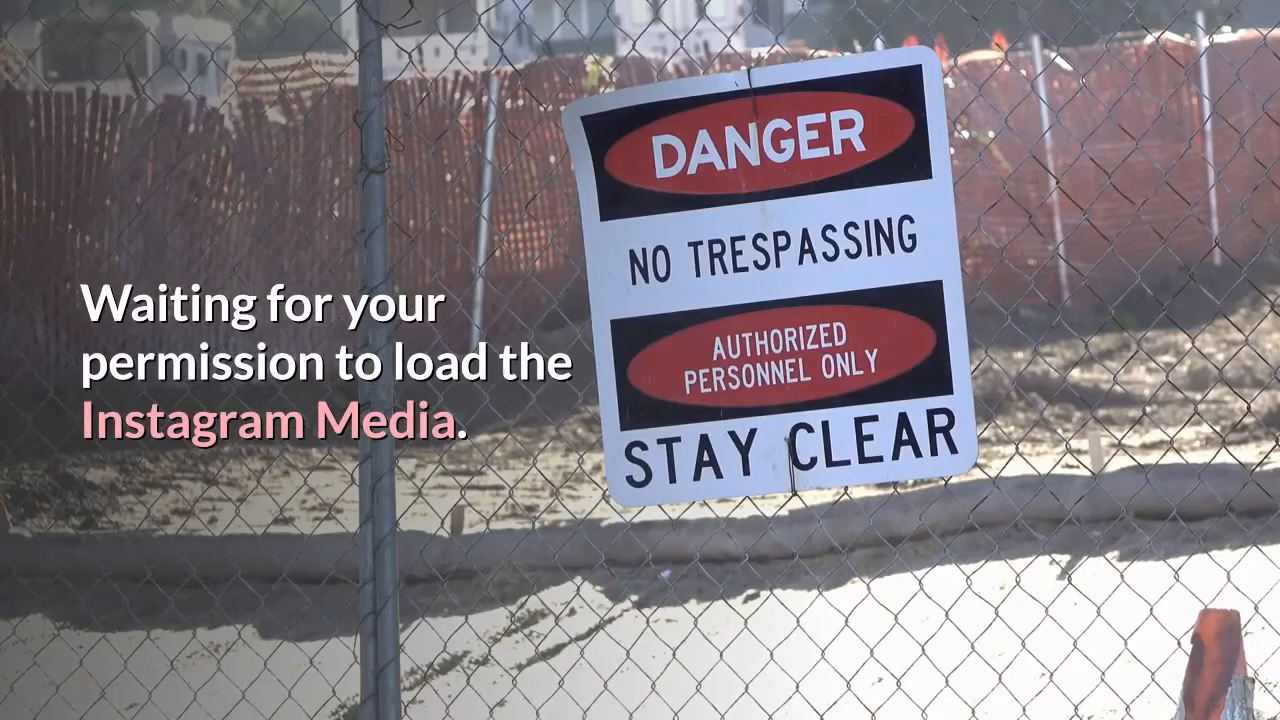 Waiting for your
permission to load the
Instagram Media.
DANGER
NO TRESPASSING
AUTHORIZED
PERSONNEL ONLY
STAY CLEAR